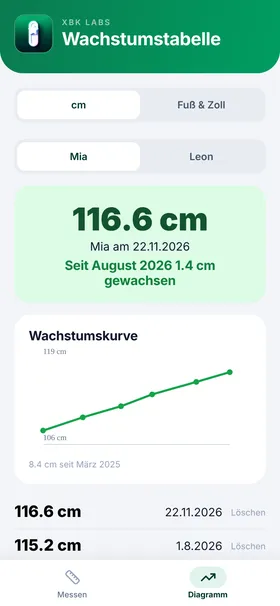 XBK LABS
Wachstumstabelle
cm
Fuß & Zoll
Mia
Leon
116.6 cm
Mia am 22.11.2026
Seit August 2026 1.4 cm
gewachsen
Wachstumskurve
119 cm
106 cm
8.4 cm seit März 2025
116.6 cm 22.11.2026 Löschen
115.2 cm 1.8.2026 Löschen
Messen
Diagramm